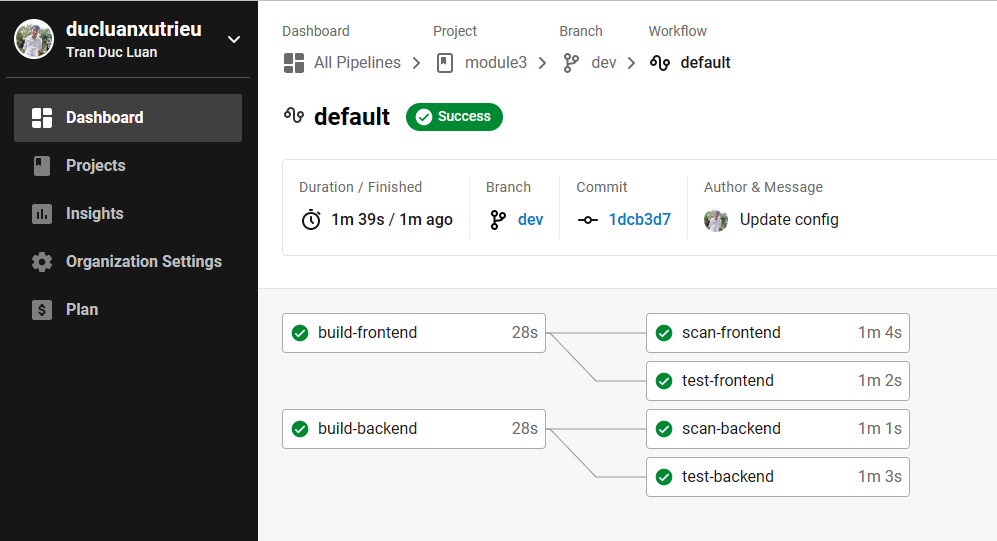 ducluanxutrieu
Tran Duc Luan
Dashboard
Projects
Insights
Organization Settings
Plan
Dashboard Project Branch Workflow
All Pipelines module3 dev default
default Success
Duration / Finished Branch Commit Author & Message
1m 39s / 1m ago dev 1dcb3d7 Update config
build-frontend 28s scan-frontend 1m 4s
test-frontend 1m 2s
build-backend 28s scan-backend 1m 1s
test-backend 1m 3s